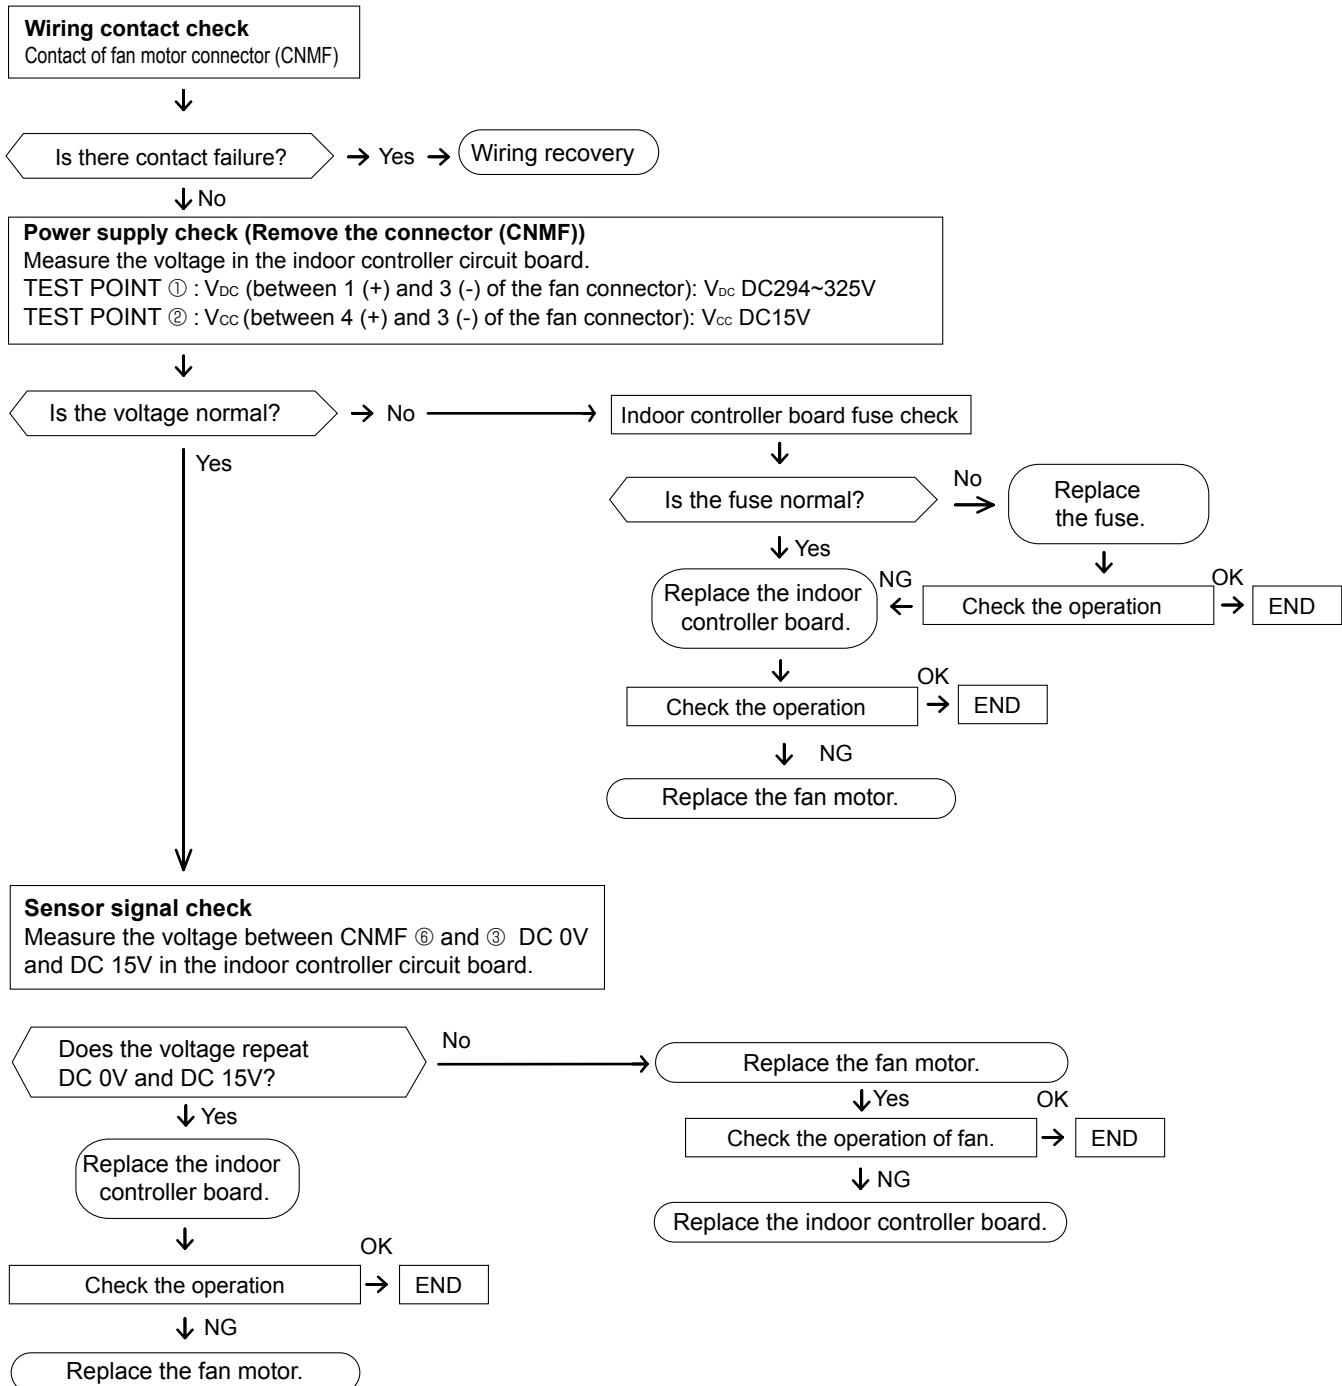 Wiring contact check
Contact of fan motor connector (CNMF)
Is there contact failure?
Yes
Wiring recovery
No
Power supply check (Remove the connector (CNMF))
Measure the voltage in the indoor controller circuit board.
TEST POINT ① : VDC (between 1 (+) and 3 (-) of the fan connector): VDC DC294~325V
TEST POINT ② : VCC (between 4 (+) and 3 (-) of the fan connector): VCC DC15V
Is the voltage normal?
No
Indoor controller board fuse check
Yes
Is the fuse normal?
No
Replace
the fuse.
Yes
Replace the indoor
controller board.
NG
Check the operation
OK
END
Check the operation
OK
END
NG
Replace the fan motor.
Sensor signal check
Measure the voltage between CNMF ⑥ and ③ DC 0V
and DC 15V in the indoor controller circuit board.
Does the voltage repeat
DC 0V and DC 15V?
No
Replace the fan motor.
Yes
Check the operation of fan.
OK
END
NG
Replace the indoor controller board.
Yes
Replace the indoor
controller board.
Check the operation
OK
END
NG
Replace the fan motor.